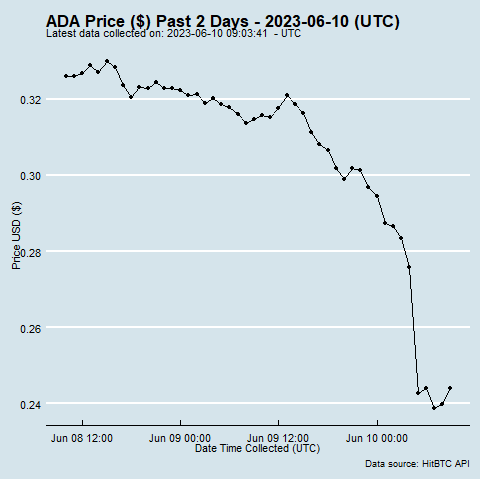 ADA Price ($) Past 2 Days - 2023-06-10 (UTC)
Latest data collected on: 2023-06-10 09:03:41  - UTC
0.32
0.30
0.28
0.26
0.24
Price USD ($)
Jun 08 12:00 Jun 09 00:00 Jun 09 12:00 Jun 10 00:00
Date Time Collected (UTC)
Data source: HitBTC API